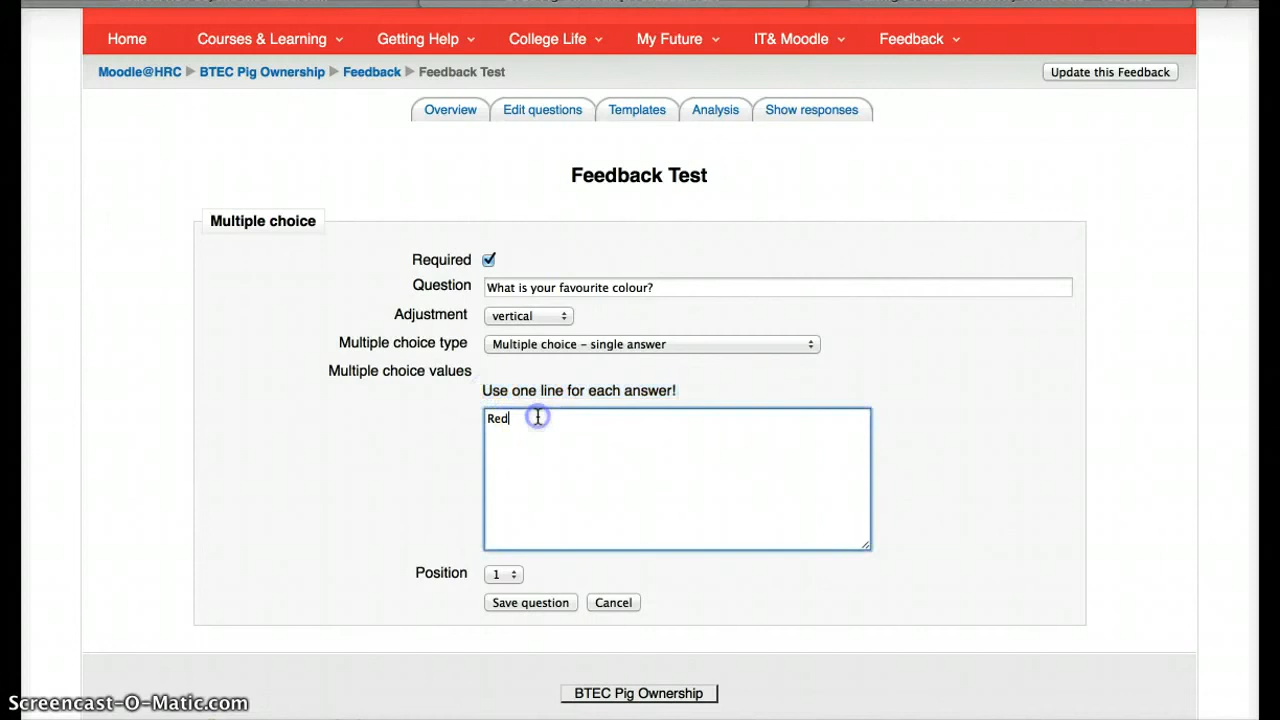 Home Courses & Learning Getting Help College Life My Future IT& Moodle Feedback
Moodle@HRC BTEC Pig Ownership Feedback Feedback Test Update this Feedback
Overview Edit questions Templates Analysis Show responses
Feedback Test
Multiple choice
Required
Question What is your favourite colour?
Adjustment vertical
Multiple choice type Multiple choice – single answer
Multiple choice values
Use one line for each answer!
Red
Position 1
Save question Cancel
BTEC Pig Ownership
Screencast-O-Matic.com